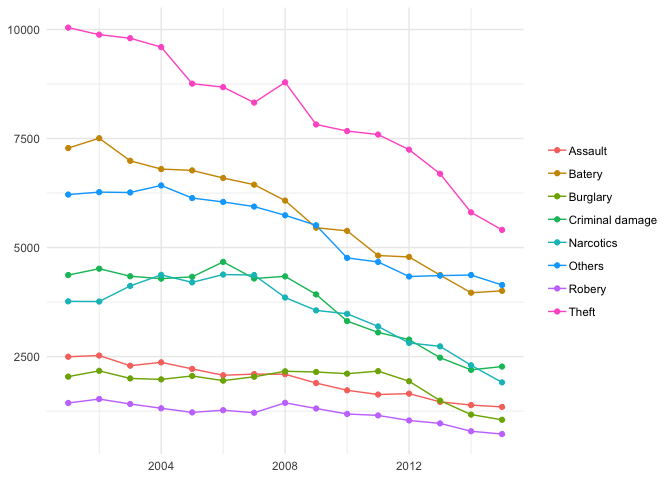 10000
7500
5000
2500
2004
2008
2012
Assault
Batery
Burglary
Criminal damage
Narcotics
Others
Robery
Theft